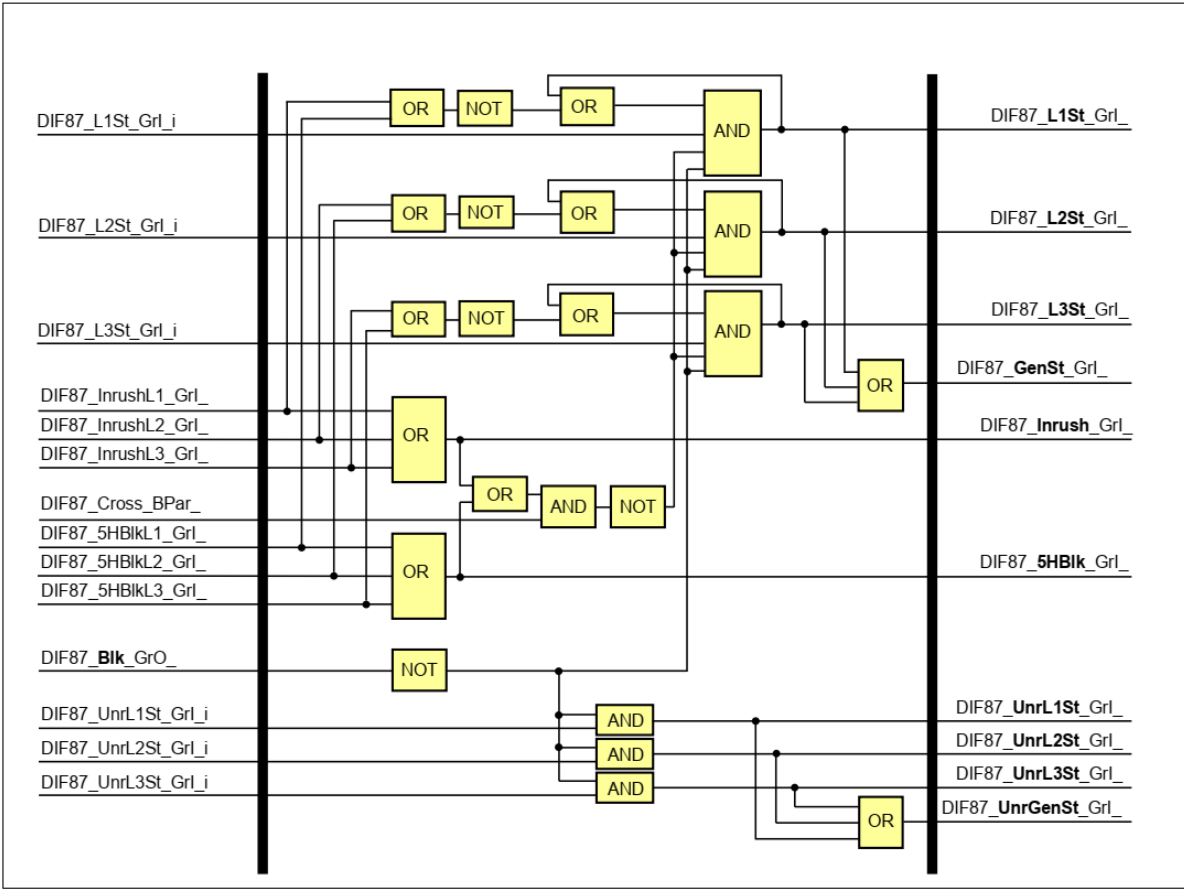 DIF87_L1St_GrI_i
OR
NOT
OR
AND
DIF87_L1St_GrI_
DIF87_L2St_GrI_i
OR
NOT
OR
AND
DIF87_L2St_GrI_
DIF87_L3St_GrI_i
OR
NOT
OR
AND
DIF87_L3St_GrI_
DIF87_GenSt_GrI_
OR
DIF87_InrushL1_GrI_
DIF87_InrushL2_GrI_
DIF87_InrushL3_GrI_
OR
DIF87_Inrush_GrI_
DIF87_Cross_BPar_
OR
AND
NOT
DIF87_5HBlkL1_GrI_
DIF87_5HBlkL2_GrI_
DIF87_5HBlkL3_GrI_
OR
DIF87_5HBlk_GrI_
DIF87_Blk_GrO_
NOT
DIF87_UnrL1St_GrI_i
AND
DIF87_UnrL1St_GrI_
DIF87_UnrL2St_GrI_i
AND
DIF87_UnrL2St_GrI_
DIF87_UnrL3St_GrI_i
AND
DIF87_UnrL3St_GrI_
OR
DIF87_UnrGenSt_GrI_